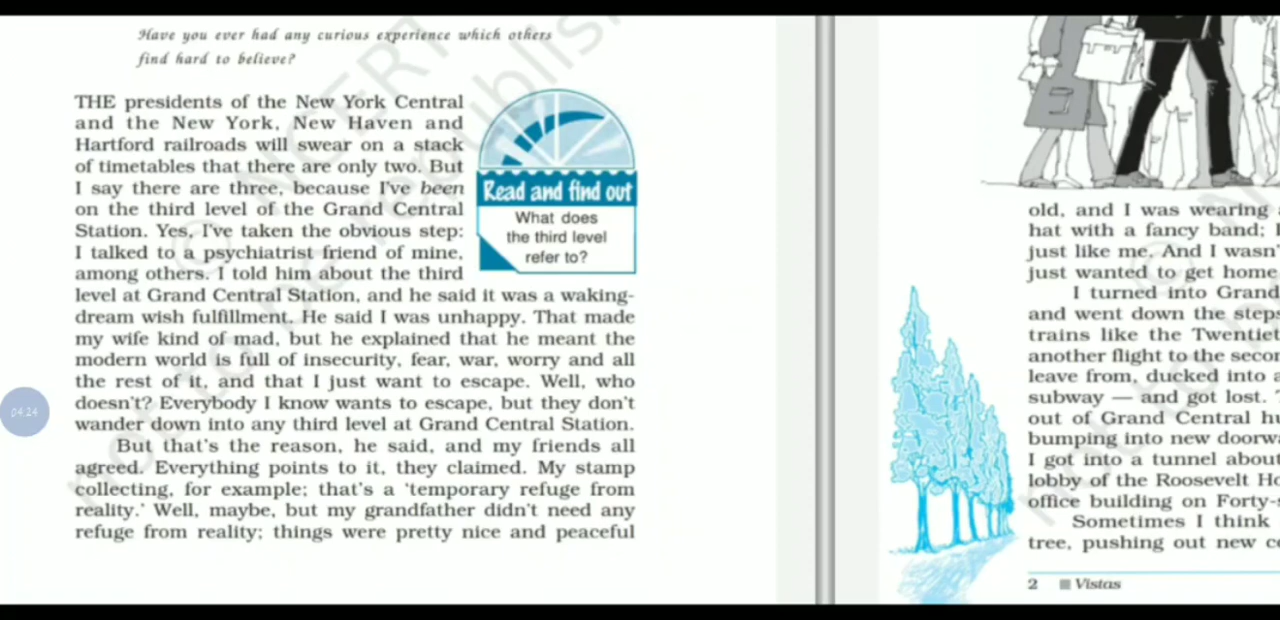 Have you ever had any curious experience which others
find hard to believe?
THE presidents of the New York Central
and the New York, New Haven and
Hartford railroads will swear on a stack
of timetables that there are only two. But
I say there are three, because I've been
on the third level of the Grand Central
Station. Yes, I've taken the obvious step:
I talked to a psychiatrist friend of mine,
among others. I told him about the third
level at Grand Central Station, and he said it was a waking-
dream wish fulfillment. He said I was unhappy. That made
my wife kind of mad, but he explained that he meant the
modern world is full of insecurity, fear, war, worry and all
the rest of it, and that I just want to escape. Well, who
doesn't? Everybody I know wants to escape, but they don't
wander down into any third level at Grand Central Station.
But that's the reason, he said, and my friends all
agreed. Everything points to it, they claimed. My stamp
collecting, for example; that's a 'temporary refuge from
reality.' Well, maybe, but my grandfather didn't need any
refuge from reality; things were pretty nice and peaceful
Read and find out
What does
the third level
refer to?
04:24
© NCERT
not to be republis
old, and I was wearing
hat with a fancy band;
just like me. And I wasn'
just wanted to get home
I turned into Grand
and went down the steps
trains like the Twentiet
another flight to the secon
leave from, ducked into a
subway — and got lost.
out of Grand Central hu
bumping into new doorwa
I got into a tunnel about
lobby of the Roosevelt Ho
office building on Forty-s
Sometimes I think
tree, pushing out new co
2 Vistas